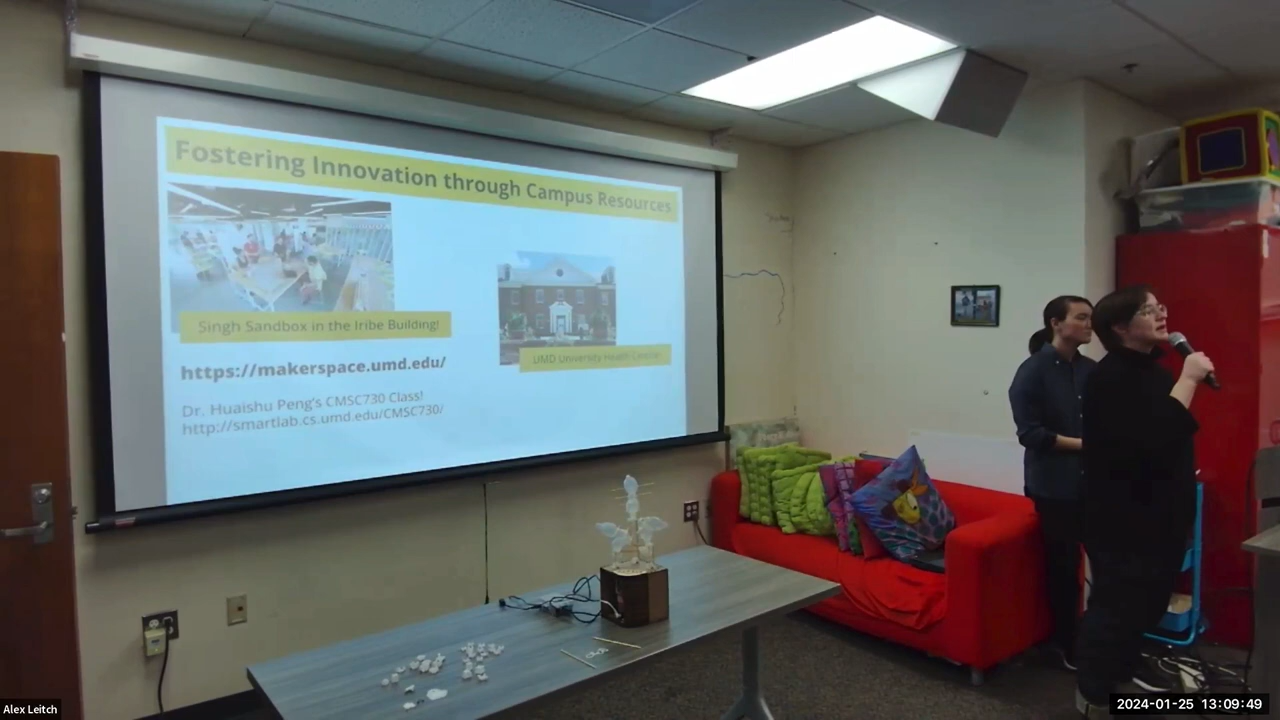 Fostering Innovation through Campus Resources
Singh Sandbox in the Iribe Building!
UMD University Health Center!
https://makerspace.umd.edu/
Dr. Huaishu Peng's CMSC730 Class!
http://smartlab.cs.umd.edu/CMSC730/
Alex Leitch
2024-01-25 13:09:49